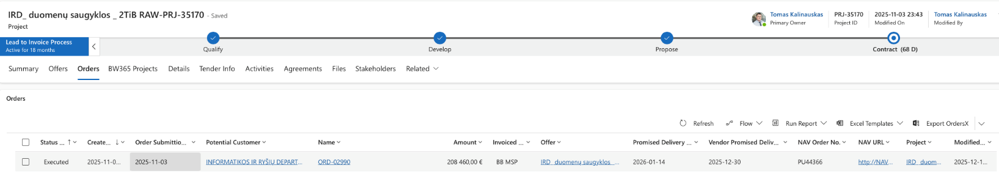 IRD_ duomenų saugyklos _ 2TiB RAW-PRJ-35170 - Saved
Project
Tomas Kalinauskas
Primary Owner
PRJ-35170
Project ID
2025-11-03 23:43
Modified On
Tomas Kalinauskas
Modified By
Lead to Invoice Process
Active for 18 months
Qualify
Develop
Propose
Contract (68 D)
Summary Offers Orders BW365 Projects Details Tender Info Activities Agreements Files Stakeholders Related
Orders
Refresh Flow Run Report Excel Templates Export OrdersX
Status ... Create... Order Submittio... Potential Customer Name Amount Invoiced ... Offer Promised Delivery ... Vendor Promised Deliv... NAV Order No. NAV URL Project Modified...
Executed 2025-11-0... 2025-11-03 INFORMATIKOS IR RYŠIŲ DEPART... ORD-02990 208 460,00 € BB MSP IRD_ duomenų saugyklos_... 2026-01-14 2025-12-30 PU44366 http://NAV... IRD_ duom... 2025-12-1...